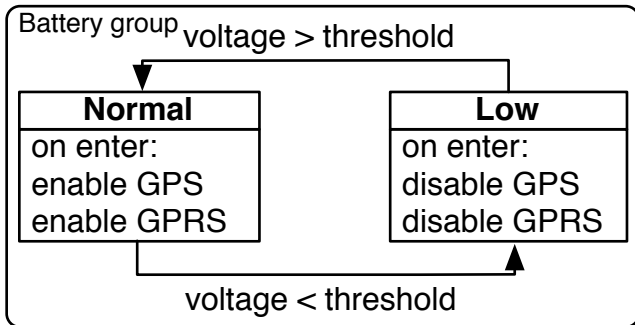 Battery group
voltage > threshold
Normal
on enter:
enable GPS
enable GPRS
Low
on enter:
disable GPS
disable GPRS
voltage < threshold